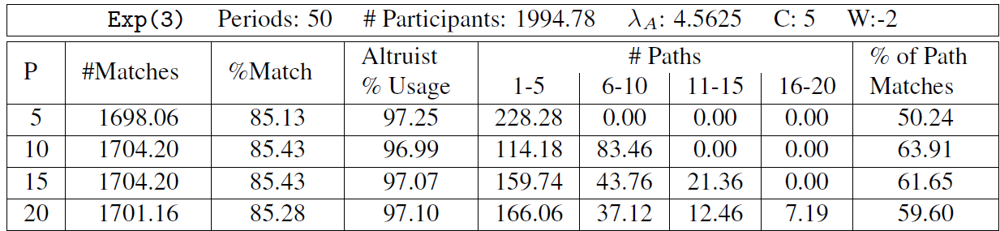 Exp(3) Periods: 50 # Participants: 1994.78 λA: 4.5625 C: 5 W:-2
P #Matches %Match Altruist % Usage # Paths % of Path Matches
1-5 6-10 11-15 16-20
5 1698.06 85.13 97.25 228.28 0.00 0.00 0.00 50.24
10 1704.20 85.43 96.99 114.18 83.46 0.00 0.00 63.91
15 1704.20 85.43 97.07 159.74 43.76 21.36 0.00 61.65
20 1701.16 85.28 97.10 166.06 37.12 12.46 7.19 59.60